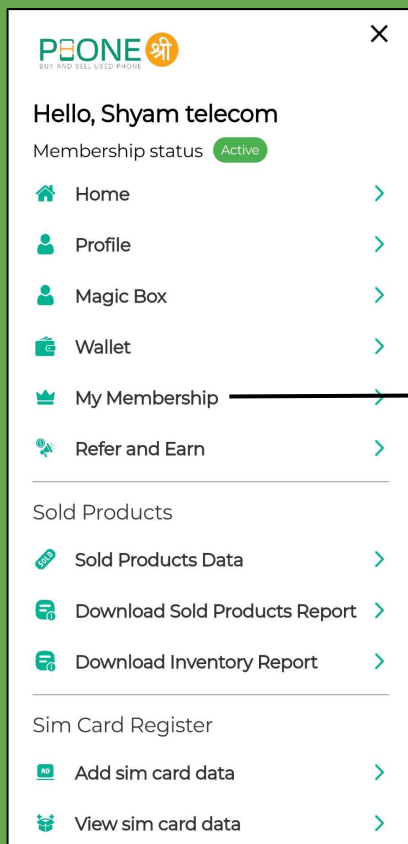 PHONE श्री
BUY AND SELL USED PHONE
Hello, Shyam telecom
Membership status Active
Home
Profile
Magic Box
Wallet
My Membership
Refer and Earn
Sold Products
SOLD Sold Products Data
Download Sold Products Report
Download Inventory Report
Sim Card Register
AD Add sim card data
View sim card data